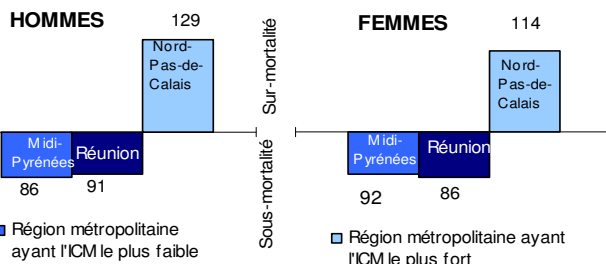 HOMMES
129
Nord-
Pas-de-
Calais
Midi-
Pyrénées
Réunion
86
91
Sur-mortalité
Sous-mortalité
FEMMES
114
Nord-
Pas-de-
Calais
Midi-
Pyrénées
Réunion
92
86
Région métropolitaine
ayant l'ICM le plus faible
Région métropolitaine ayant
l'ICM le plus fort